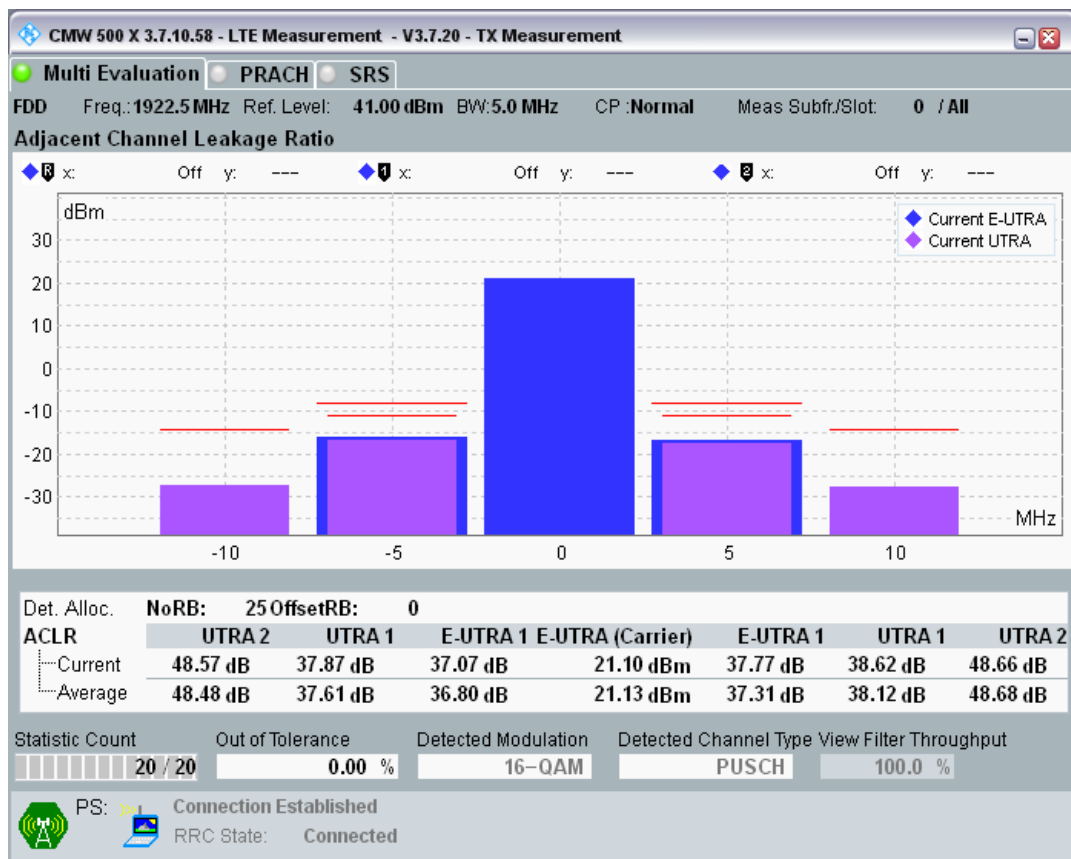 CMW 500 X 3.7.10.58 - LTE Measurement - V3.7.20 - TX Measurement
Multi Evaluation PRACH SRS
FDD Freq.:1922.5 MHz Ref. Level: 41.00 dBm BW:5.0 MHz CP :Normal Meas Subfr./Slot: 0 / All
Adjacent Channel Leakage Ratio
R x: Off y: --- 1 x: Off y: --- 2 x: Off y: ---
dBm
Current E-UTRA
Current UTRA
30
20
10
0
-10
-20
-30
MHz
-10 -5 0 5 10
Det. Alloc. NoRB: 25 OffsetRB: 0
ACLR UTRA 2 UTRA 1 E-UTRA 1 E-UTRA (Carrier) E-UTRA 1 UTRA 1 UTRA 2
Current 48.57 dB 37.87 dB 37.07 dB 21.10 dBm 37.77 dB 38.62 dB 48.66 dB
Average 48.48 dB 37.61 dB 36.80 dB 21.13 dBm 37.31 dB 38.12 dB 48.68 dB
Statistic Count Out of Tolerance Detected Modulation Detected Channel Type View Filter Throughput
20 / 20 0.00 % 16-QAM PUSCH 100.0 %
PS: Connection Established
RRC State: Connected